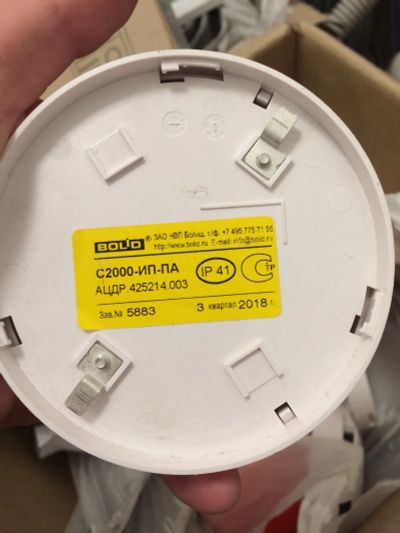 BOLID ® ЗАО НВП Болид, т./ф. +7 495 775 71 55
http://www.bolid.ru E-mail: info@bolid.ru
С2000-ИП-ПА
IP 41
АЦДР.425214.003
Зав.№ 5883 3 квартал 2018 г.